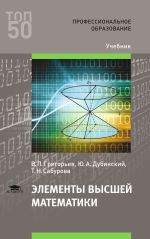 ТОП
50
ПРОФЕССИОНАЛЬНОЕ
ОБРАЗОВАНИЕ
Учебник
В.П.Григорьев, Ю.А.Дубинский,
Т.Н.Сабурова
ЭЛЕМЕНТЫ ВЫСШЕЙ
МАТЕМАТИКИ